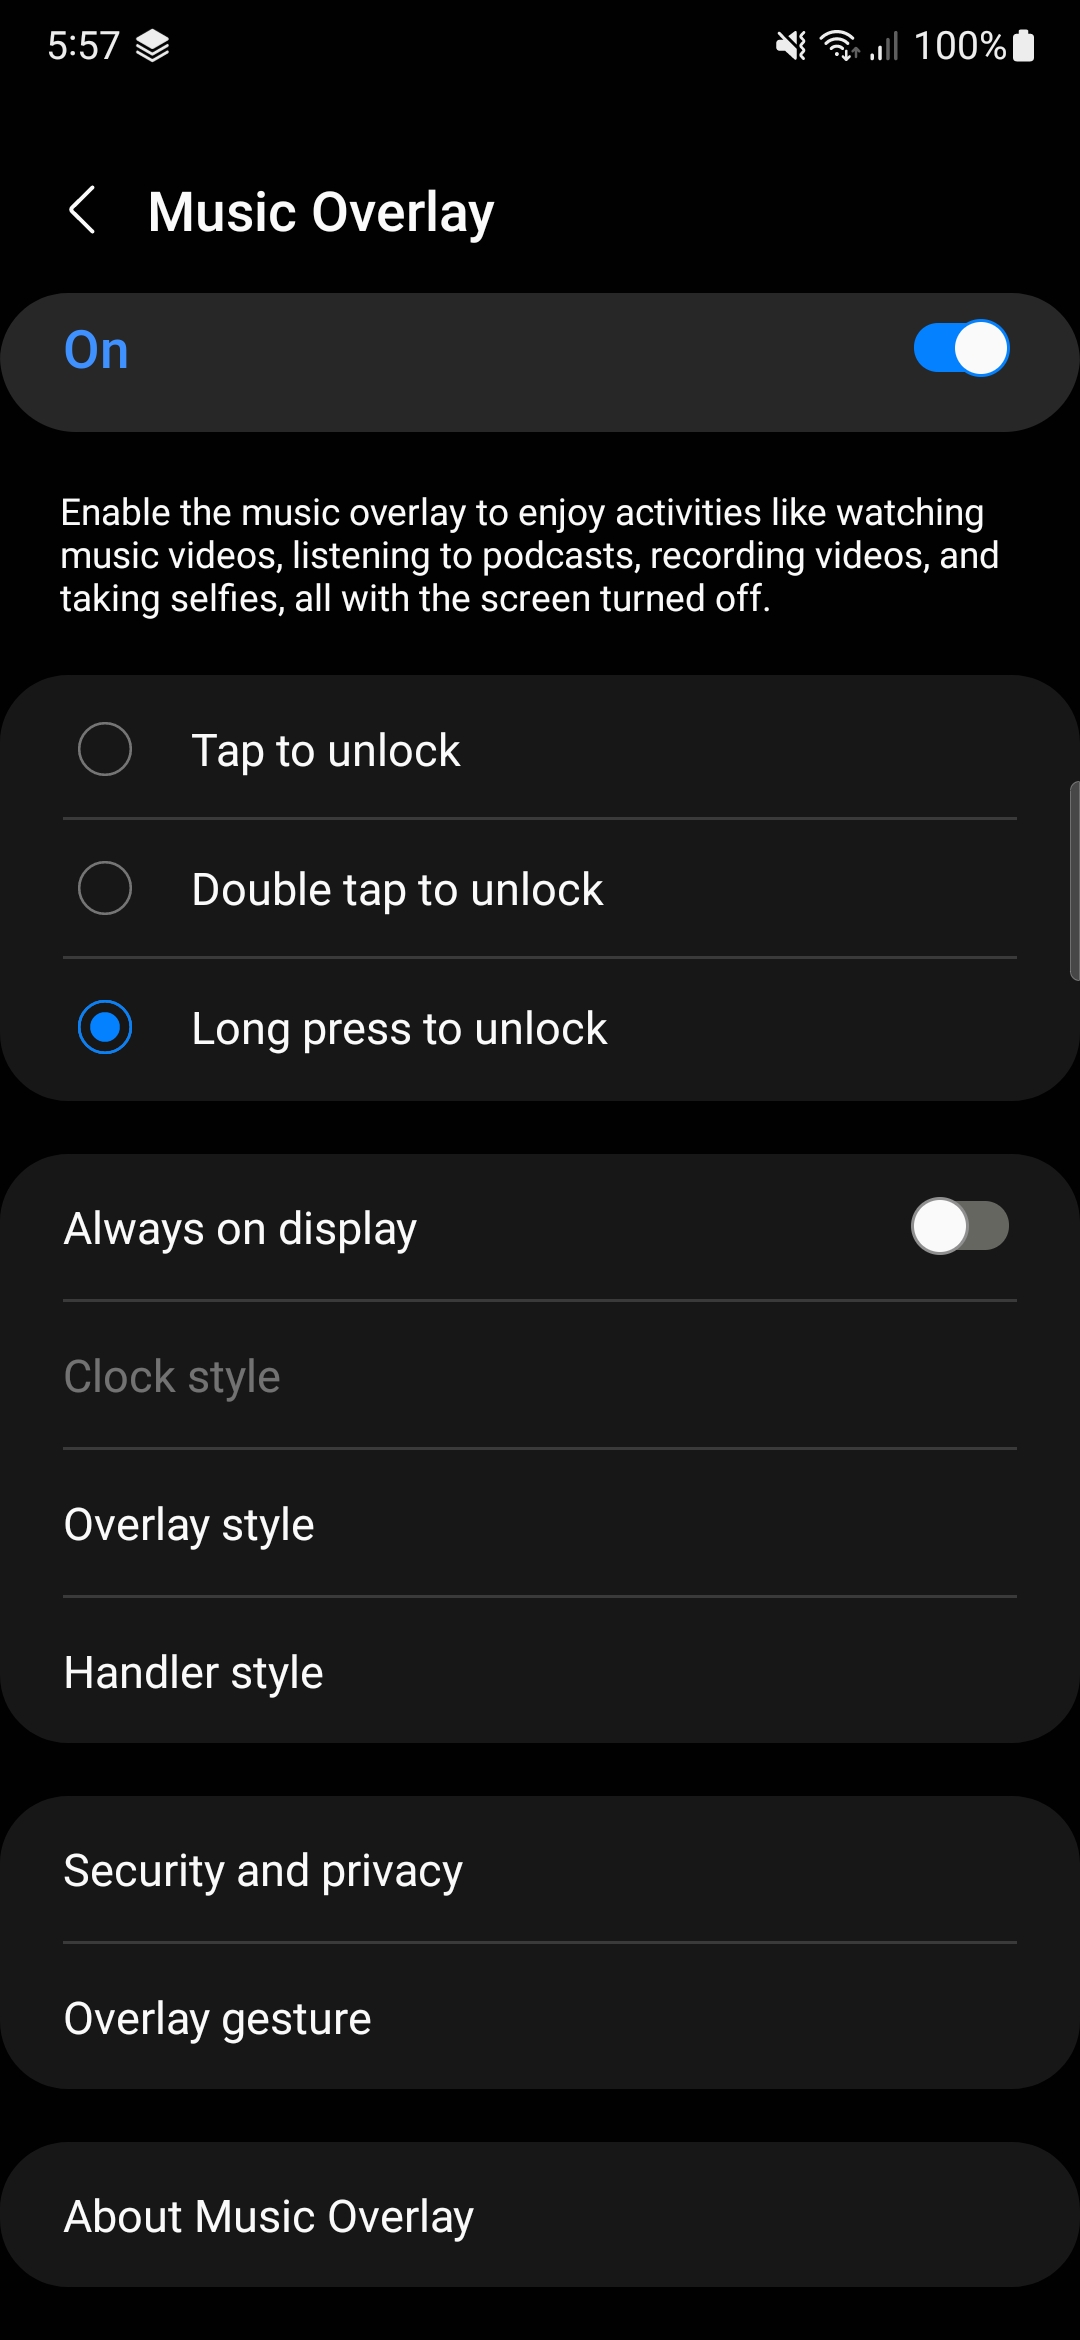 5:57
100%
Music Overlay
On
Enable the music overlay to enjoy activities like watching
music videos, listening to podcasts, recording videos, and
taking selfies, all with the screen turned off.
Tap to unlock
Double tap to unlock
Long press to unlock
Always on display
Clock style
Overlay style
Handler style
Security and privacy
Overlay gesture
About Music Overlay